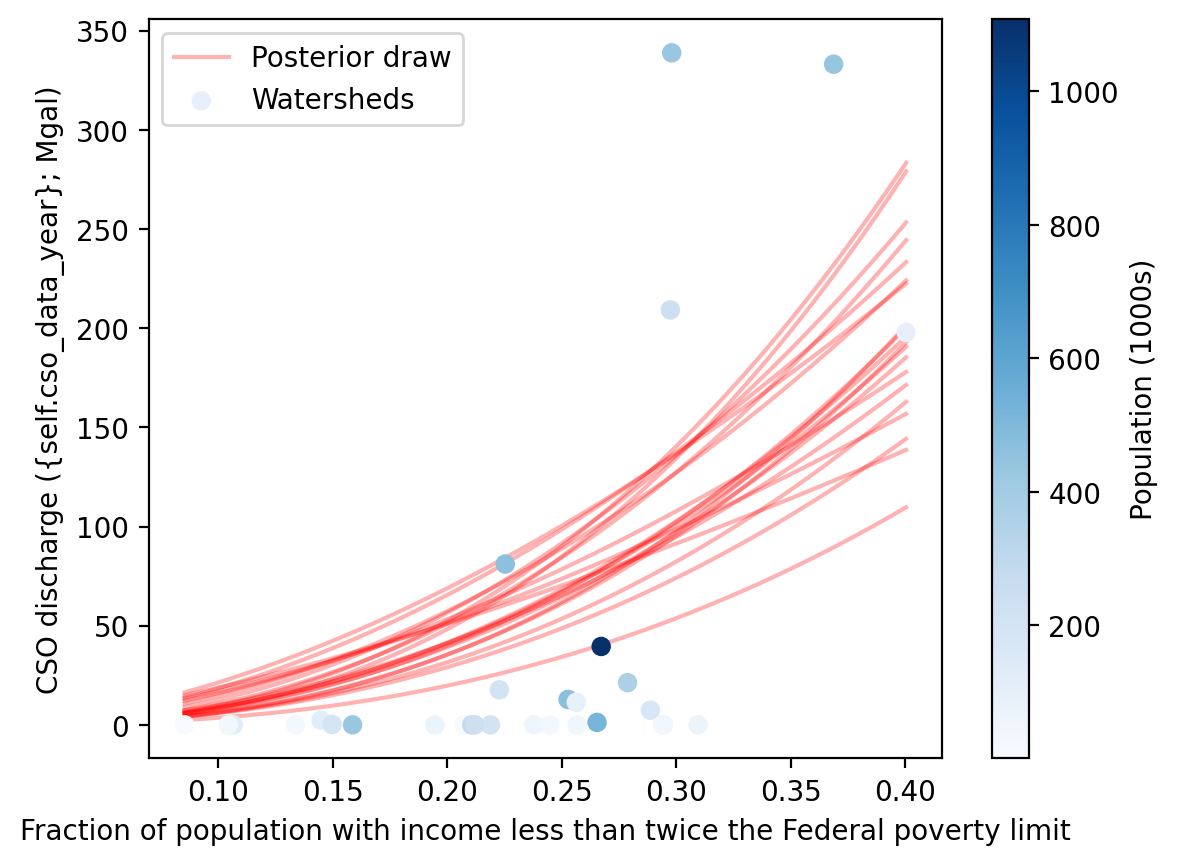 350
300
250
200
150
100
50
0
CSO discharge ({self.cso_data_year}; Mgal)
Posterior draw
Watersheds
0.10 0.15 0.20 0.25 0.30 0.35 0.40
Fraction of population with income less than twice the Federal poverty limit
1000
800
600
400
200
Population (1000s)